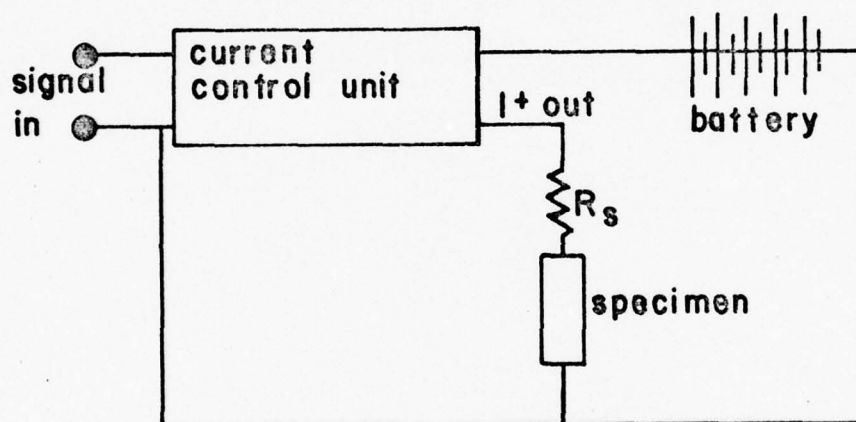 signal
in
current
control unit
I+ out
battery
Rs
specimen